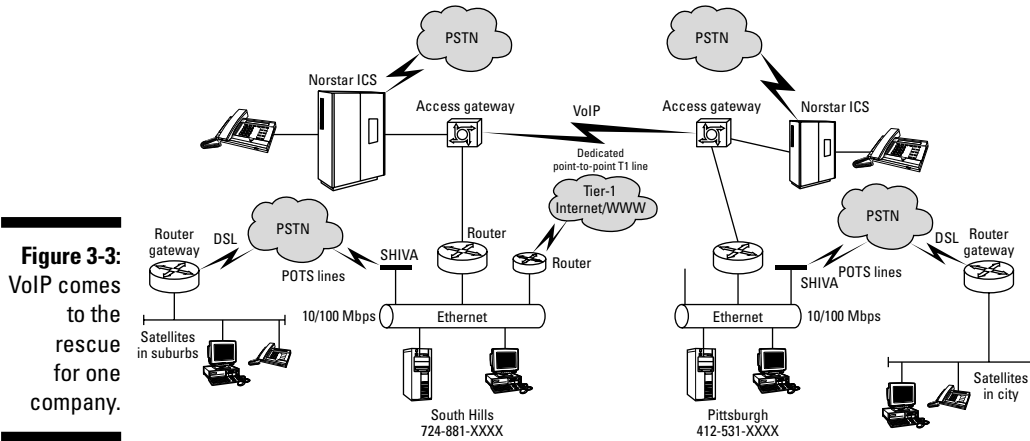 PSTN
PSTN
Norstar ICS
Access gateway
VoIP
Access gateway
Norstar ICS
Dedicated
point-to-point T1 line
Tier-1
Internet/WWW
Figure 3-3:
VoIP comes
to the
rescue
for one
company.
Router
gateway
DSL
PSTN
POTS lines
SHIVA
Router
Router
PSTN
DSL
Router
gateway
POTS lines
SHIVA
10/100 Mbps
Ethernet
Ethernet
10/100 Mbps
Satellites
in suburbs
Satellites
in city
South Hills
724-881-XXXX
Pittsburgh
412-531-XXXX